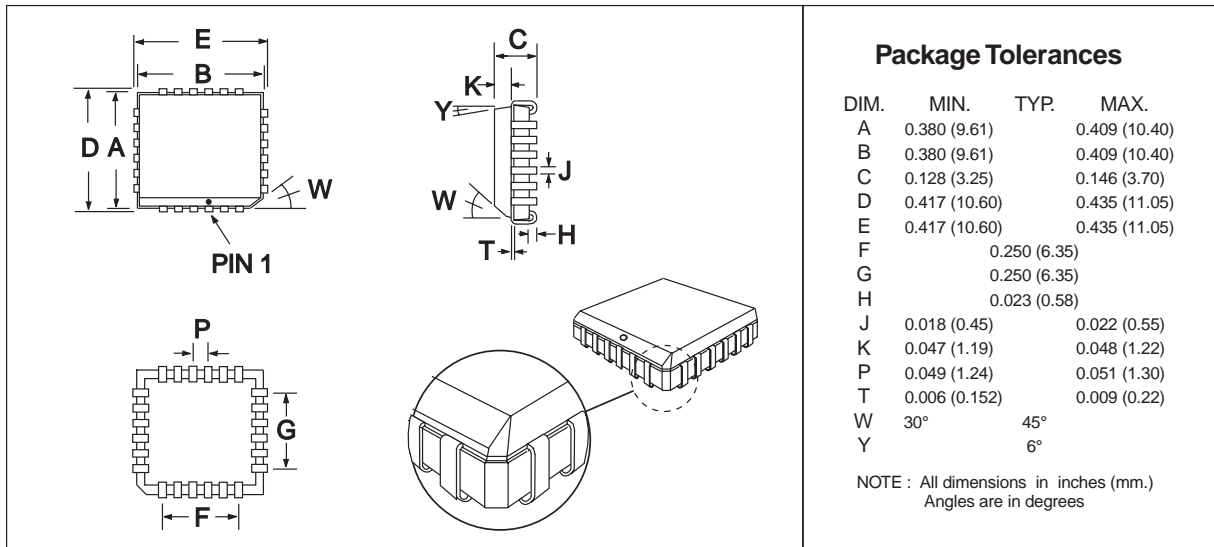 E
B
D
A
W
PIN 1
C
K
Y
J
W
H
T
P
G
F
Package Tolerances
DIM. MIN. TYP. MAX.
A 0.380 (9.61) 0.409 (10.40)
B 0.380 (9.61) 0.409 (10.40)
C 0.128 (3.25) 0.146 (3.70)
D 0.417 (10.60) 0.435 (11.05)
E 0.417 (10.60) 0.435 (11.05)
F 0.250 (6.35)
G 0.250 (6.35)
H 0.023 (0.58)
J 0.018 (0.45) 0.022 (0.55)
K 0.047 (1.19) 0.048 (1.22)
P 0.049 (1.24) 0.051 (1.30)
T 0.006 (0.152) 0.009 (0.22)
W 30° 45°
Y 6°
NOTE : All dimensions in inches (mm.)
Angles are in degrees